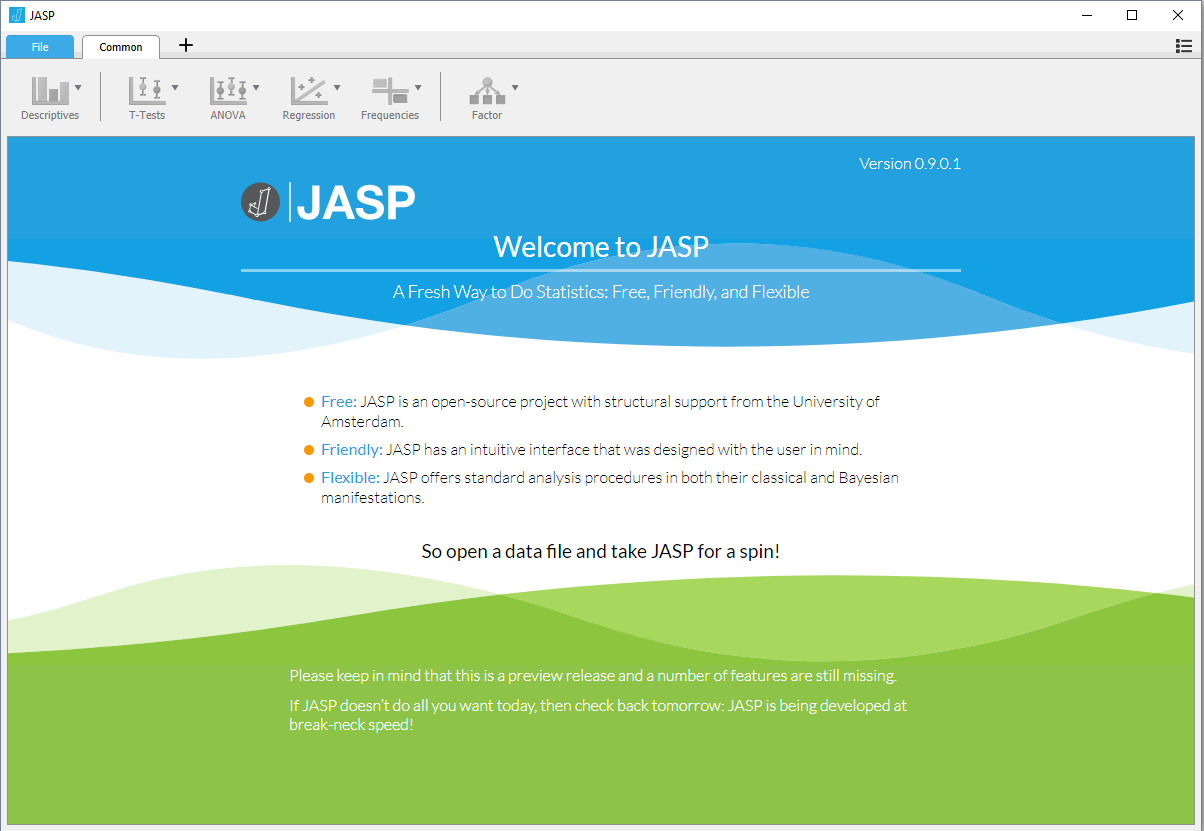 JASP
File
Common
Descriptives
T-Tests
ANOVA
Regression
Frequencies
Factor
Version 0.9.0.1
JASP
Welcome to JASP
A Fresh Way to Do Statistics: Free, Friendly, and Flexible
Free: JASP is an open-source project with structural support from the University of
Amsterdam.
Friendly: JASP has an intuitive interface that was designed with the user in mind.
Flexible: JASP offers standard analysis procedures in both their classical and Bayesian
manifestations.
So open a data file and take JASP for a spin!
Please keep in mind that this is a preview release and a number of features are still missing.
If JASP doesn’t do all you want today, then check back tomorrow: JASP is being developed at
break-neck speed!